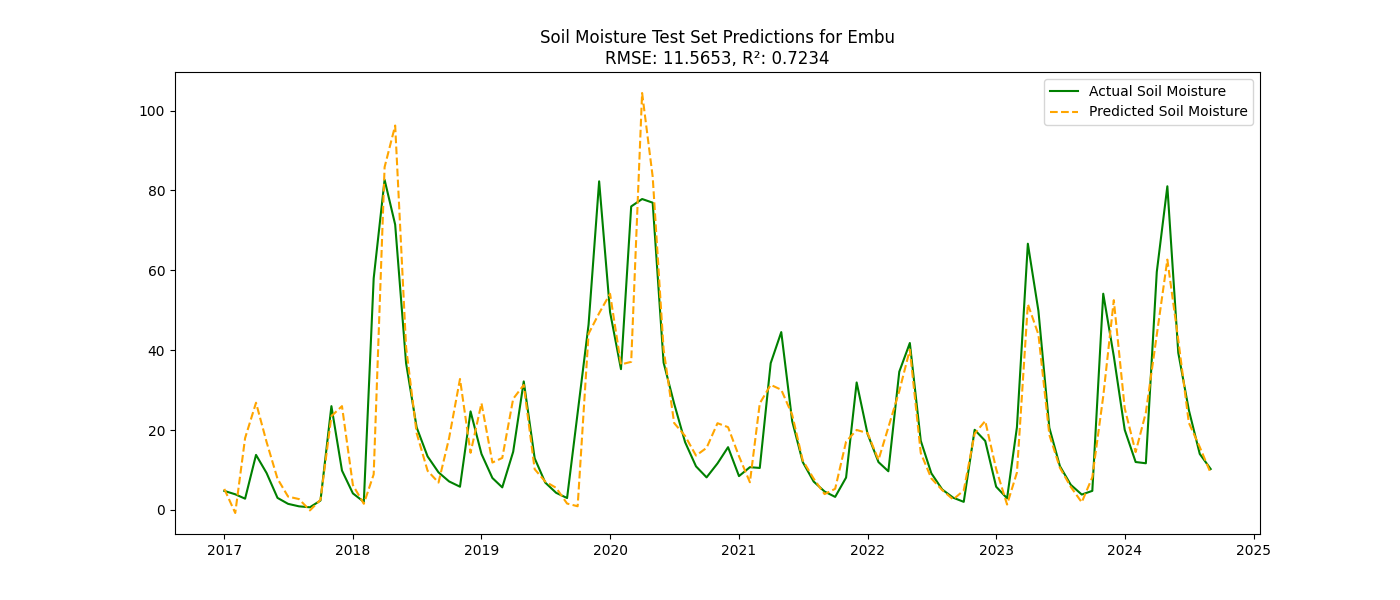 Soil Moisture Test Set Predictions for Embu
RMSE: 11.5653, R²: 0.7234
Actual Soil Moisture
Predicted Soil Moisture
100
80
60
40
20
0
2017 2018 2019 2020 2021 2022 2023 2024 2025